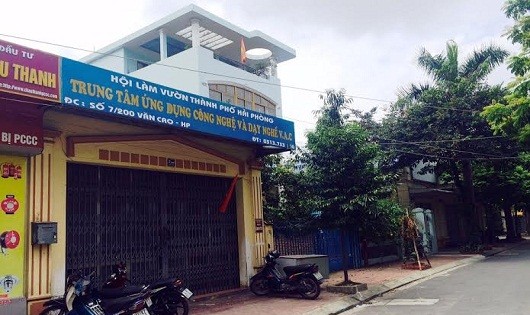 ĐẦU TƯ
U THANH
BỊ PCCC
HỘI LÀM VƯỜN THÀNH PHỐ HẢI PHÒNG
TRUNG TÂM ỨNG DỤNG CÔNG NGHỆ VÀ DẠY NGHỀ V.A.C
ĐC: SỐ 7/200 VĂN CAO - HP